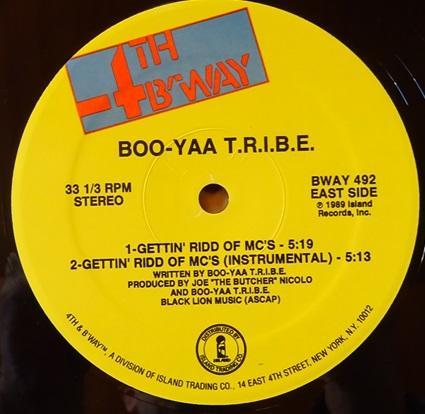 4TH
B'WAY
BOO-YAA T.R.I.B.E.
33 1/3 RPM
STEREO
BWAY 492
EAST SIDE
℗ 1989 Island
Records, Inc.
1-GETTIN' RIDD OF MC'S - 5:19
2-GETTIN' RIDD OF MC'S (INSTRUMENTAL) - 5:13
WRITTEN BY BOO-YAA T.R.I.B.E.
PRODUCED BY JOE "THE BUTCHER" NICOLO
AND BOO-YAA T.R.I.B.E.
BLACK LION MUSIC (ASCAP)
DISTRIBUTED BY
ISLAND
ISLAND TRADING CO.
4TH & B'WAY™, A DIVISION OF ISLAND TRADING CO., 14 EAST 4TH STREET, NEW YORK, N.Y. 10012